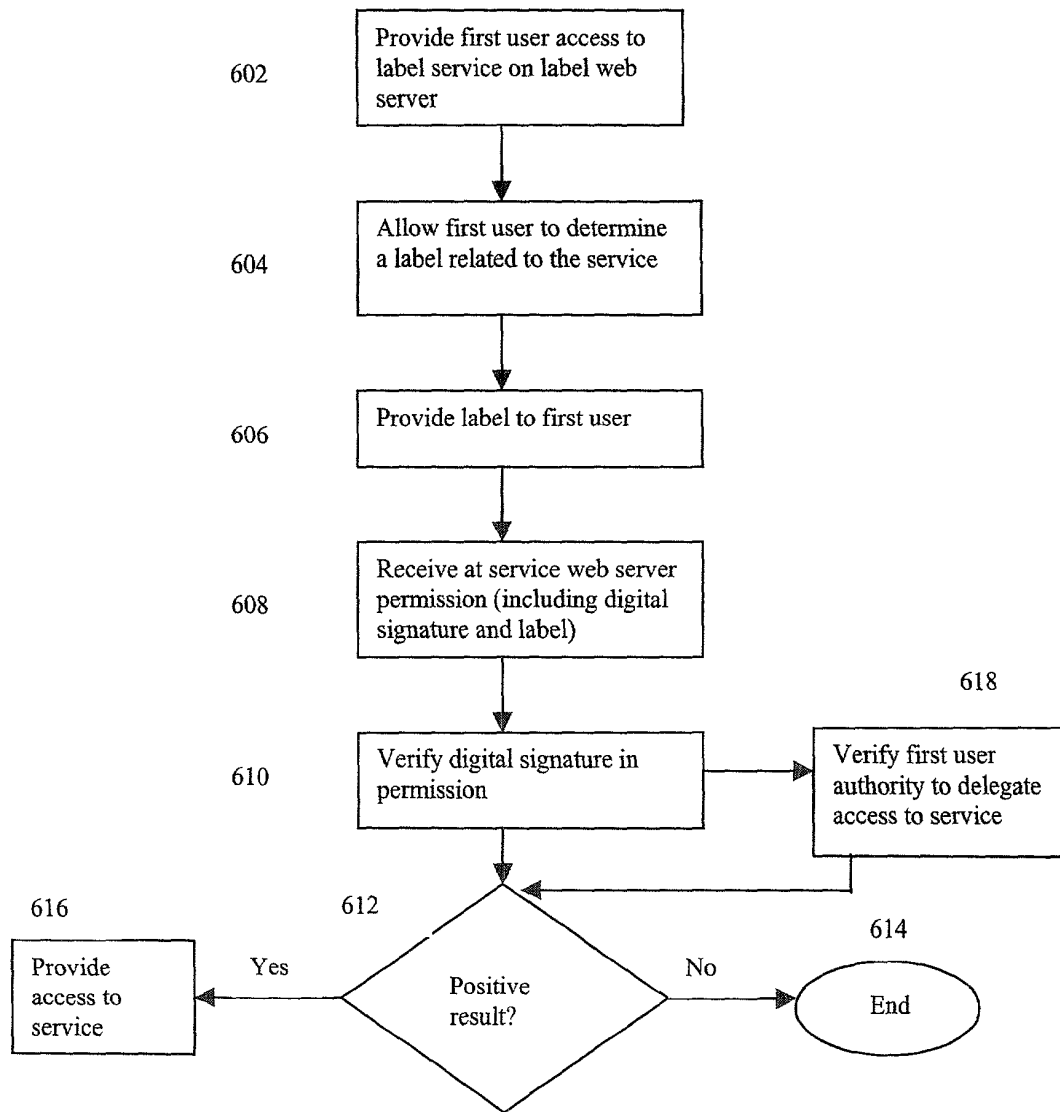 Provide first user access to
label service on label web
server
602
Allow first user to determine
a label related to the service
604
Provide label to first user
606
Receive at service web server
permission (including digital
signature and label)
608
618
Verify digital signature in
permission
610
Verify first user
authority to delegate
access to service
616
612
614
Provide
access to
service
Yes
Positive
result?
No
End